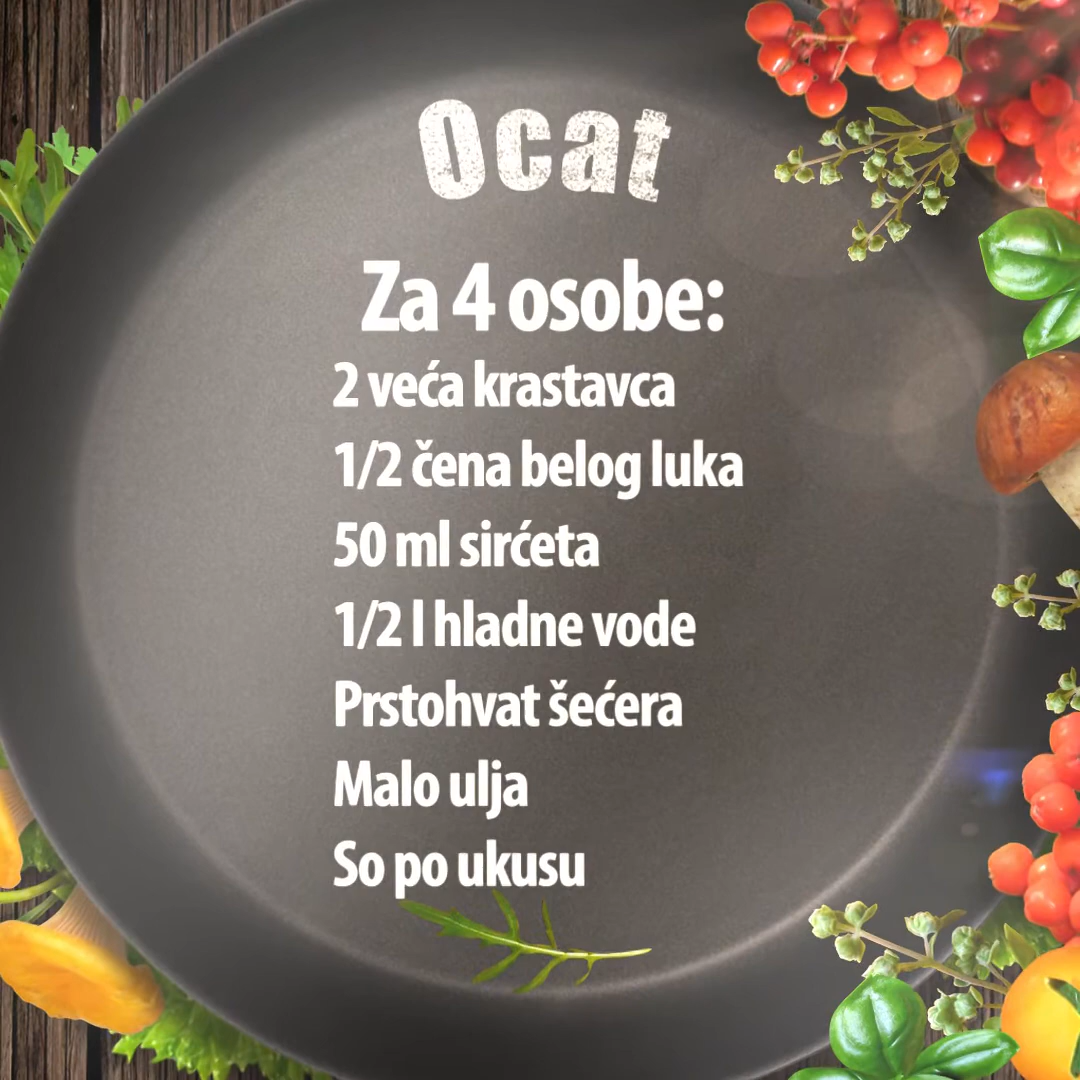 Ocat
Za 4 osobe:
2 veća krastavca
1/2 čena belog luka
50 ml sirćeta
1/2 l hladne vode
Prstohvat šećera
Malo ulja
So po ukusu